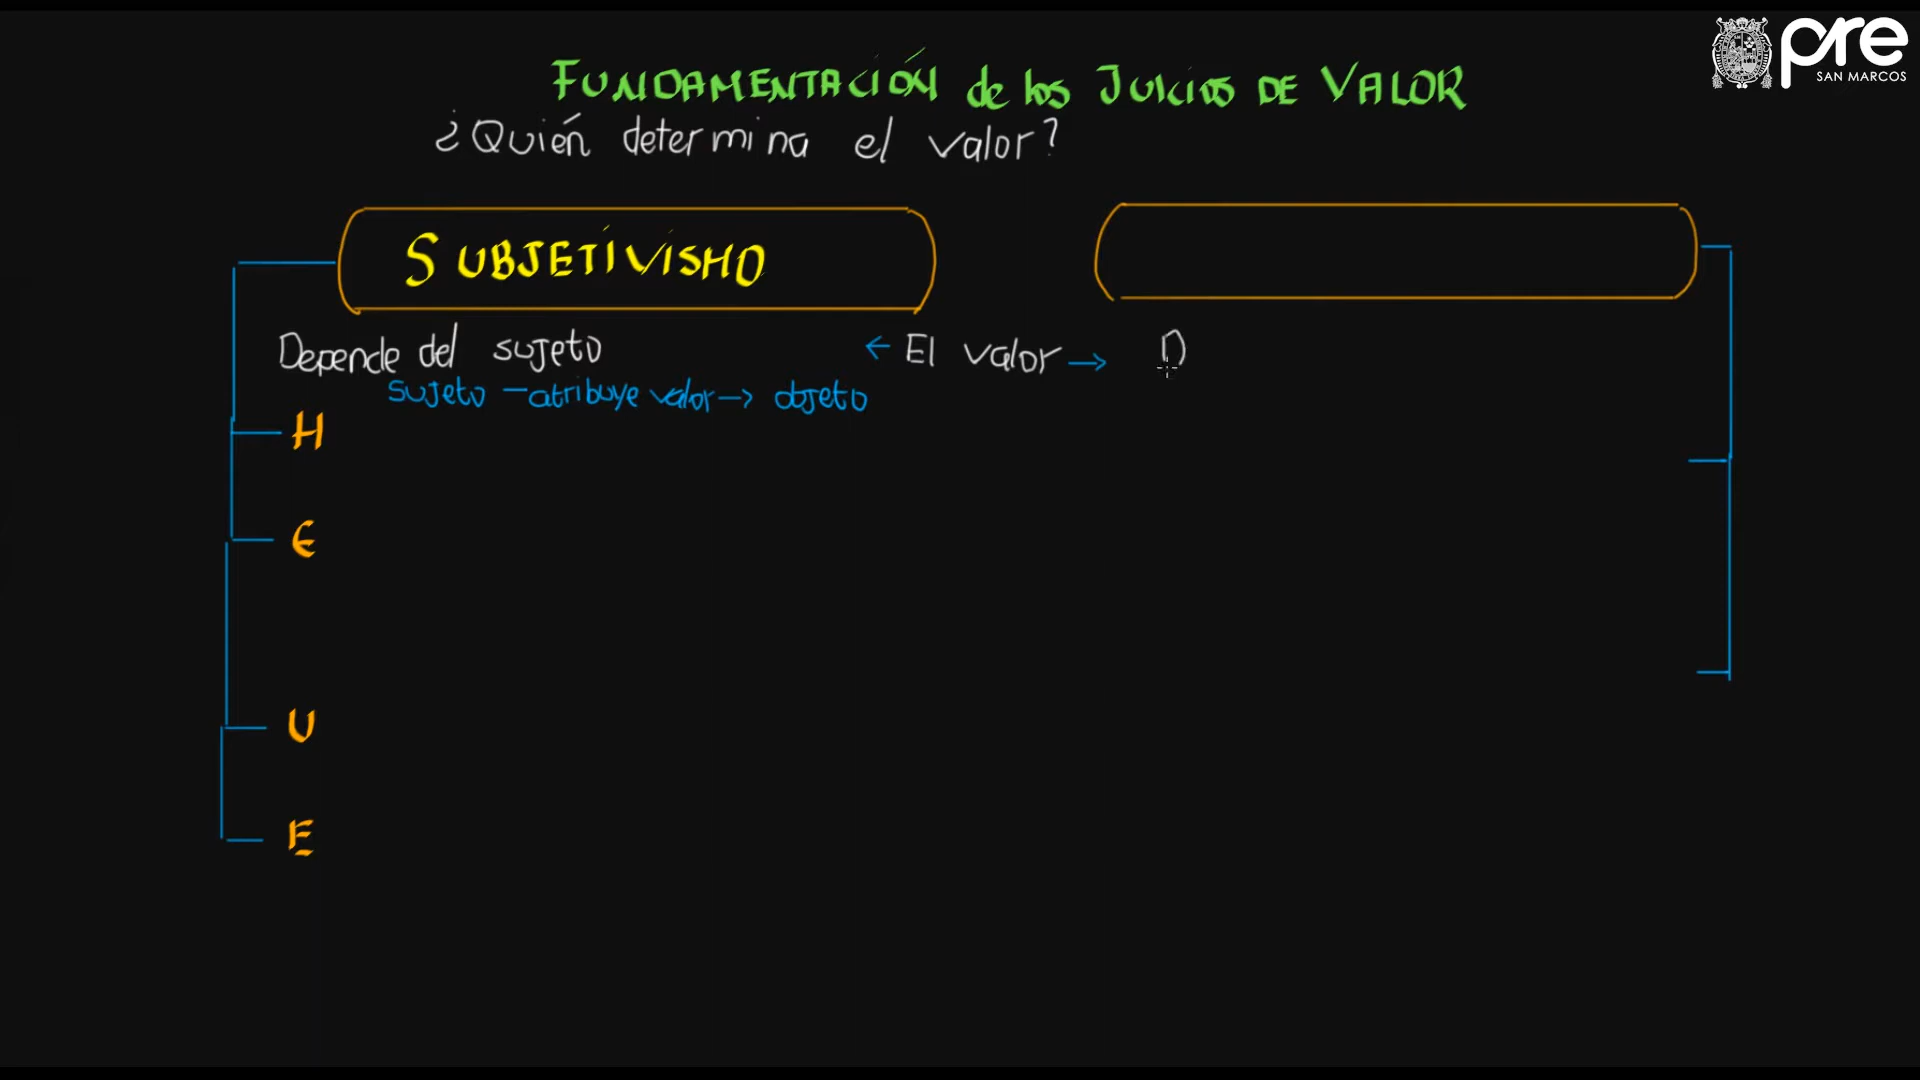 pre
SAN MARCOS
FUNDAMENTACIÓN de los JUICIOS DE VALOR
¿Quién determina el valor?
SUBJETIVISMO
Depende del sujeto ← El valor → D
sujeto — atribuye valor → objeto
H
E
U
E